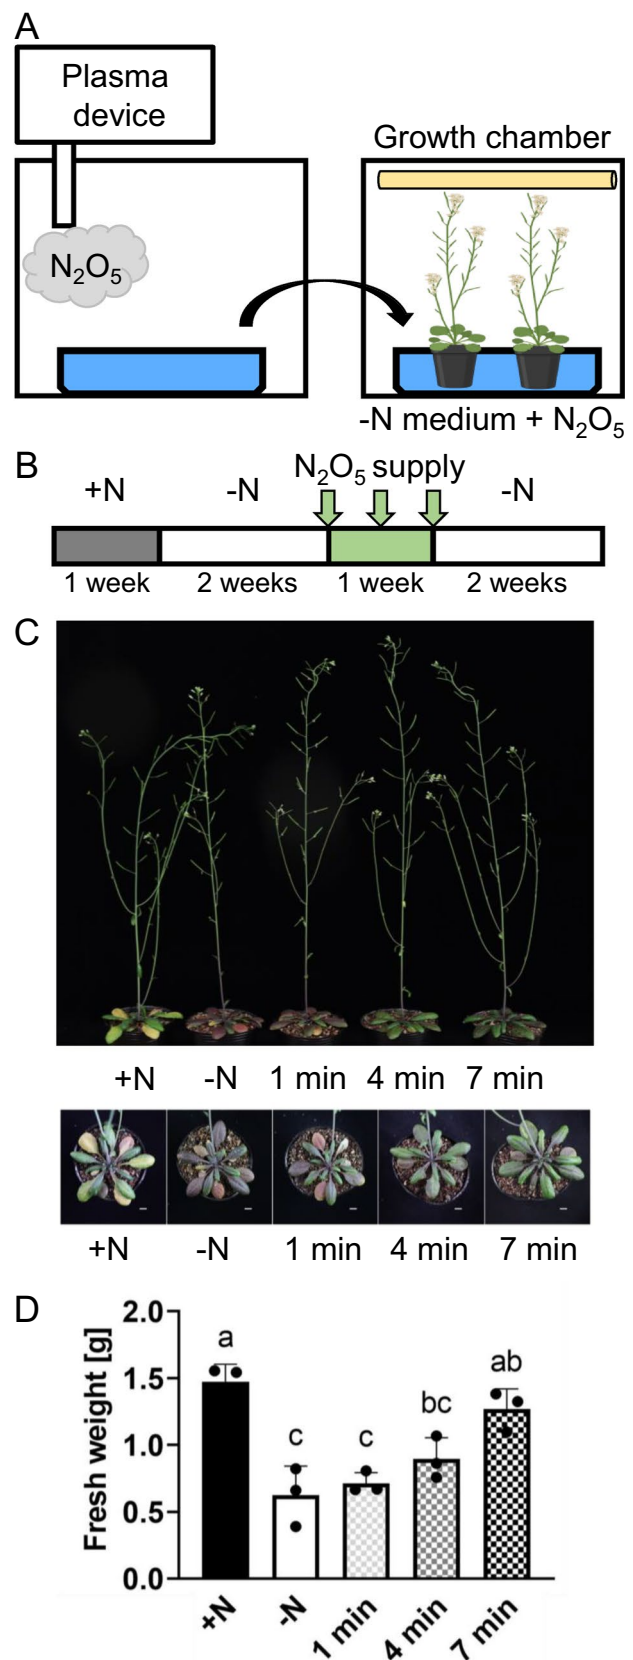 A
Plasma
device
Growth chamber
N₂O₅
-N medium + N₂O₅
B
N₂O₅ supply
+N
-N
-N
1 week
2 weeks
1 week
2 weeks
C
+N
-N
1 min
4 min
7 min
+N
-N
1 min
4 min
7 min
D
Fresh weight [g]
2.0
1.5
1.0
0.5
0.0
a
c
c
bc
ab
+N
-N
1 min
4 min
7 min